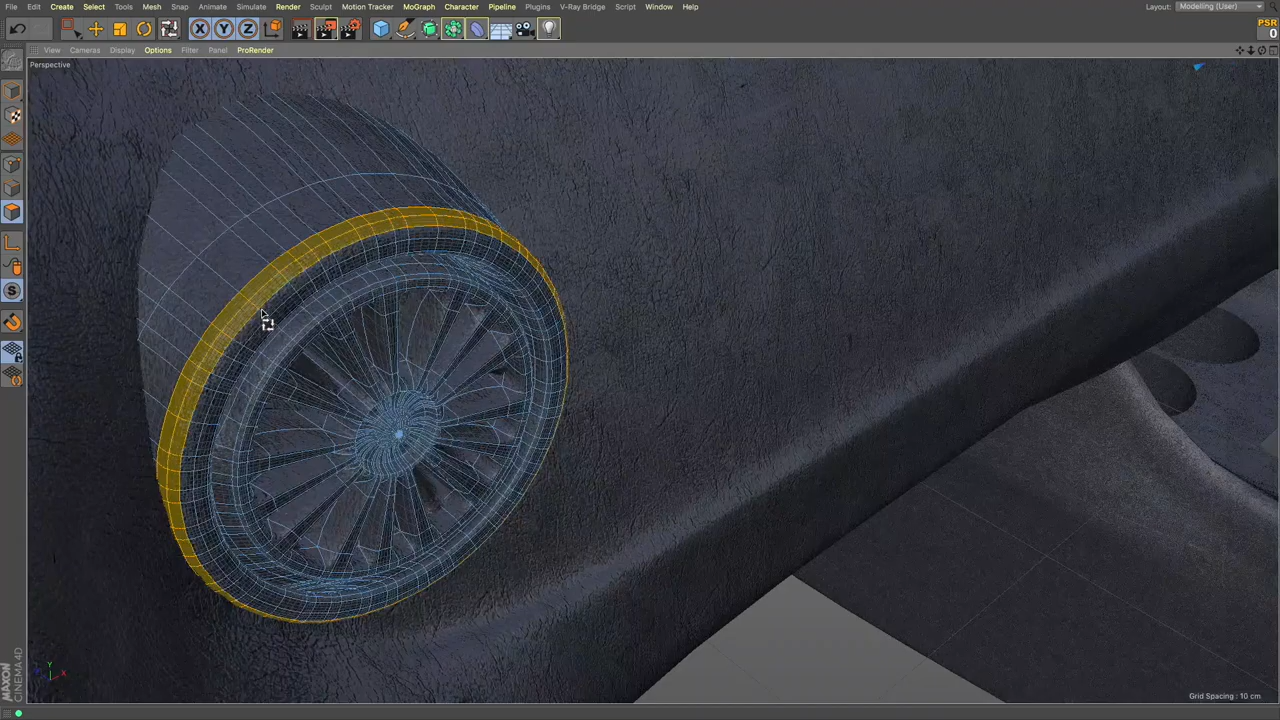 File Edit Create Select Tools Mesh Snap Animate Simulate Render Sculpt Motion Tracker MoGraph Character Pipeline Plugins V-Ray Bridge Script Window Help Layout: Modelling (User)
X Y Z PSR
0
View Cameras Display Options Filter Panel ProRender
Perspective
S
Y
X
Grid Spacing : 10 cm
MAXON
CINEMA4D